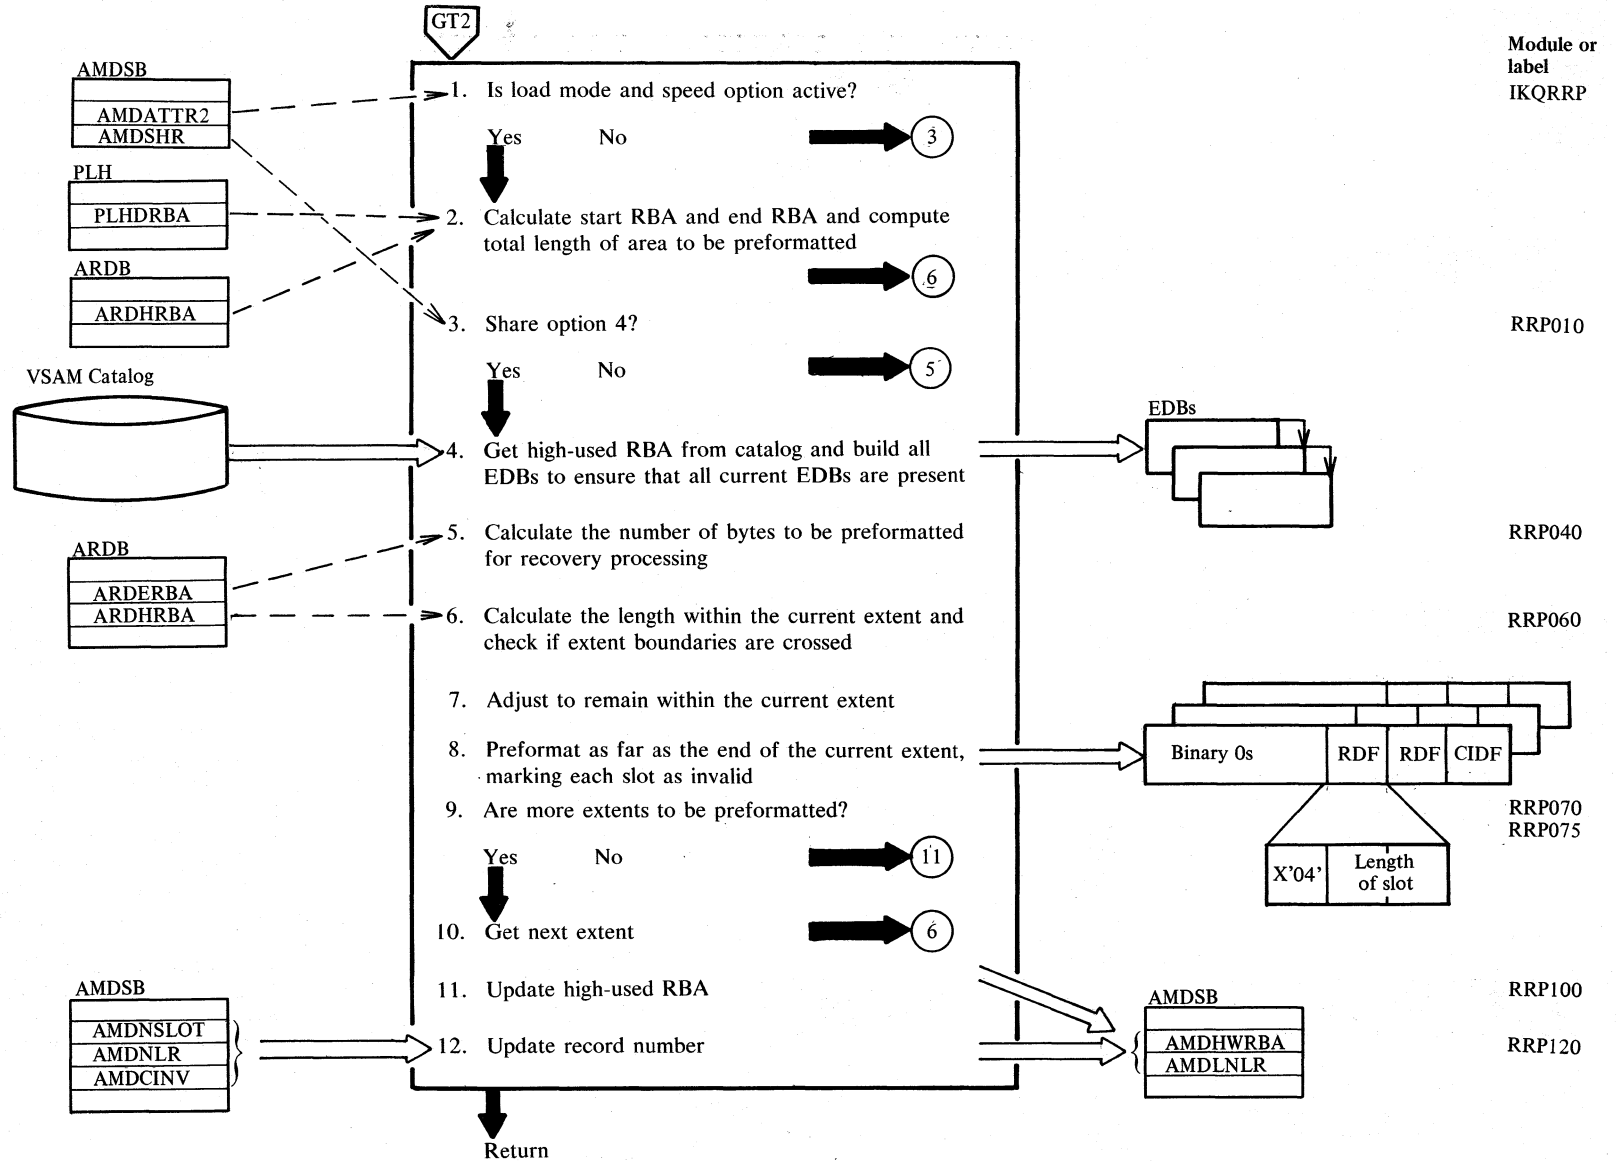 GT2
Module or
label
IKQRRP
AMDSB
AMDATTR2
AMDSHR
1. Is load mode and speed option active?
Yes No 3
PLH
PLHDRBA
2. Calculate start RBA and end RBA and compute
total length of area to be preformatted
6
ARDB
ARDHRBA
3. Share option 4?
RRP010
Yes No 5
VSAM Catalog
4. Get high-used RBA from catalog and build all
EDBs to ensure that all current EDBs are present
EDBs
5. Calculate the number of bytes to be preformatted
for recovery processing
RRP040
ARDB
ARDERBA
ARDHRBA
6. Calculate the length within the current extent and
check if extent boundaries are crossed
RRP060
7. Adjust to remain within the current extent
8. Preformat as far as the end of the current extent,
marking each slot as invalid
Binary 0s RDF RDF CIDF
9. Are more extents to be preformatted?
RRP070
RRP075
Yes No 11
X'04' Length
of slot
10. Get next extent 6
11. Update high-used RBA
RRP100
AMDSB
AMDNSLOT
AMDNLR
AMDCINV
12. Update record number
AMDSB
AMDHWRBA
AMDLNLR
RRP120
Return